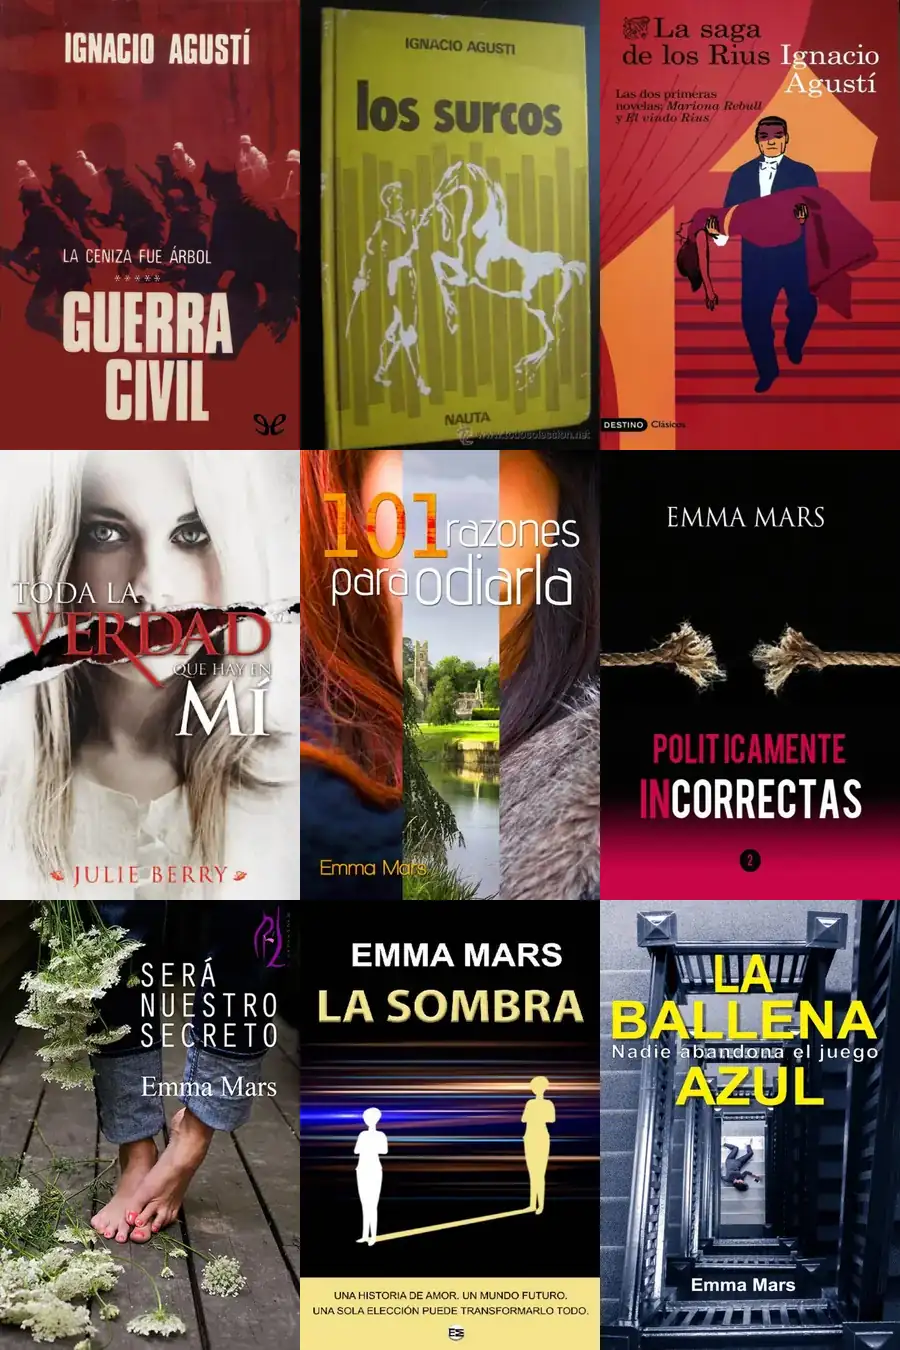 IGNACIO AGUSTÍ
LA CENIZA FUE ÁRBOL
*****
GUERRA
CIVIL
IGNACIO AGUSTI
los surcos
NAUTA
www.todocoleccion.net
La saga
de los Rius
Ignacio
Agustí
Las dos primeras
novelas; Mariona Rebull
y El viudo Rius
DESTINO Clásicos
TODA LA
VERDAD
QUE HAY EN
MÍ
JULIE BERRY
101 razones
para odiarla
Emma Mars
EMMA MARS
POLITICAMENTE
INCORRECTAS
2
SERÁ
NUESTRO
SECRETO
Emma Mars
EMMA MARS
LA SOMBRA
UNA HISTORIA DE AMOR. UN MUNDO FUTURO.
UNA SOLA ELECCIÓN PUEDE TRANSFORMARLO TODO.
LA
BALLENA
Nadie abandona el juego
AZUL
Emma Mars